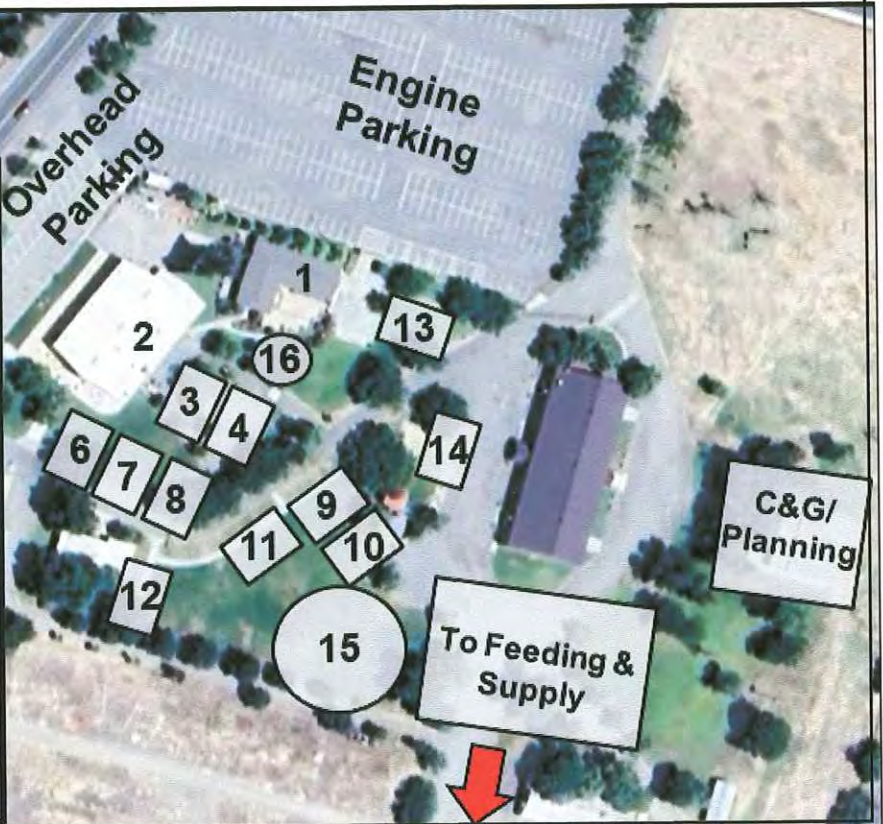 Engine
Parking
Overhead
Parking
1
2
13
16
3
4
14
6
7
8
9
C&G/
Planning
11
10
12
15
To Feeding &
Supply